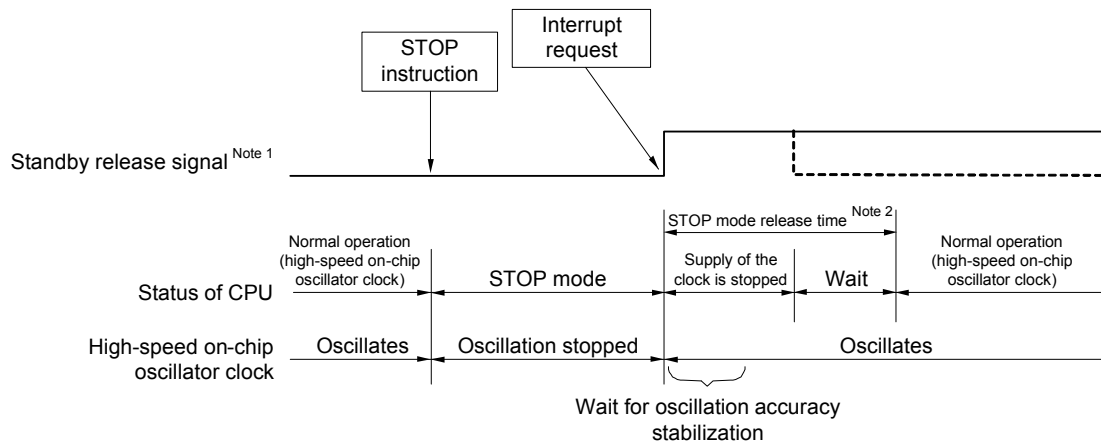 STOP
instruction
Interrupt
request
Standby release signal Note 1
STOP mode release time Note 2
Normal operation
(high-speed on-chip
oscillator clock)
Supply of the
clock is stopped
Normal operation
(high-speed on-chip
oscillator clock)
Status of CPU
STOP mode
Wait
High-speed on-chip
oscillator clock
Oscillates
Oscillation stopped
Oscillates
Wait for oscillation accuracy
stabilization